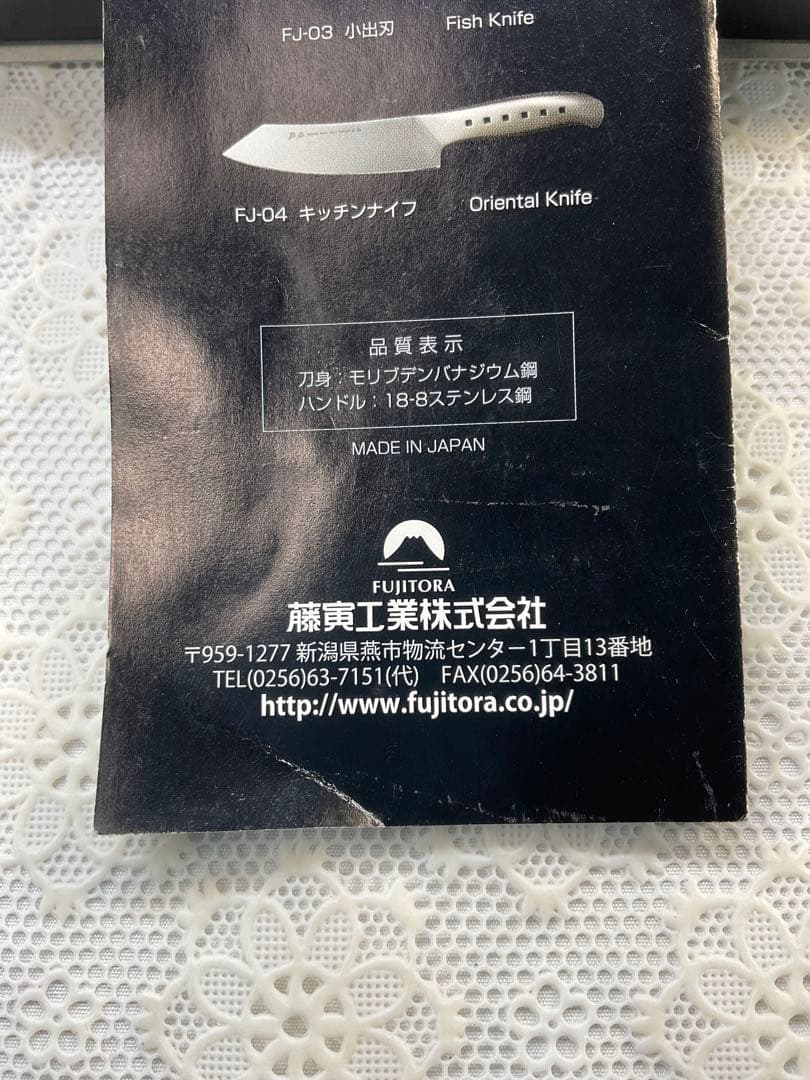 FJ-03 小出刃 Fish Knife
FJ-04 キッチンナイフ Oriental Knife
品質表示
刀身：モリブデンバナジウム鋼
ハンドル：18-8ステンレス鋼
MADE IN JAPAN
FUJITORA
藤寅工業株式会社
〒959-1277 新潟県燕市物流センター1丁目13番地
TEL(0256)63-7151(代) FAX(0256)64-3811
http://www.fujitora.co.jp/